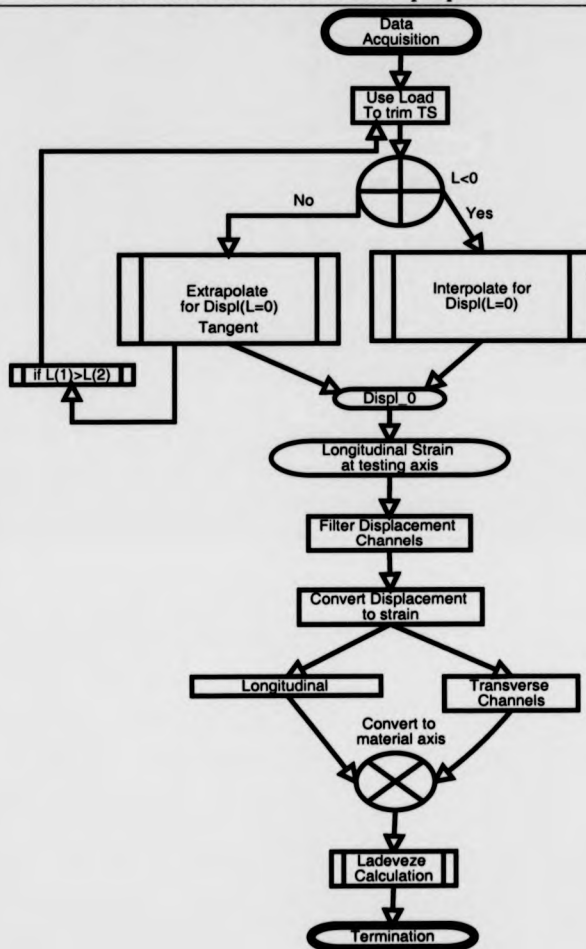 Data
Acquisition
Use Load
To trim TS
L<0
No
Yes
Extrapolate
for Displ(L=0)
Tangent
Interpolate for
Displ(L=0)
if L(1)>L(2)
Displ_0
Longitudinal Strain
at testing axis
Filter Displacement
Channels
Convert Displacement
to strain
Longitudinal
Transverse
Channels
Convert to
material axis
Ladeveze
Calculation
Termination